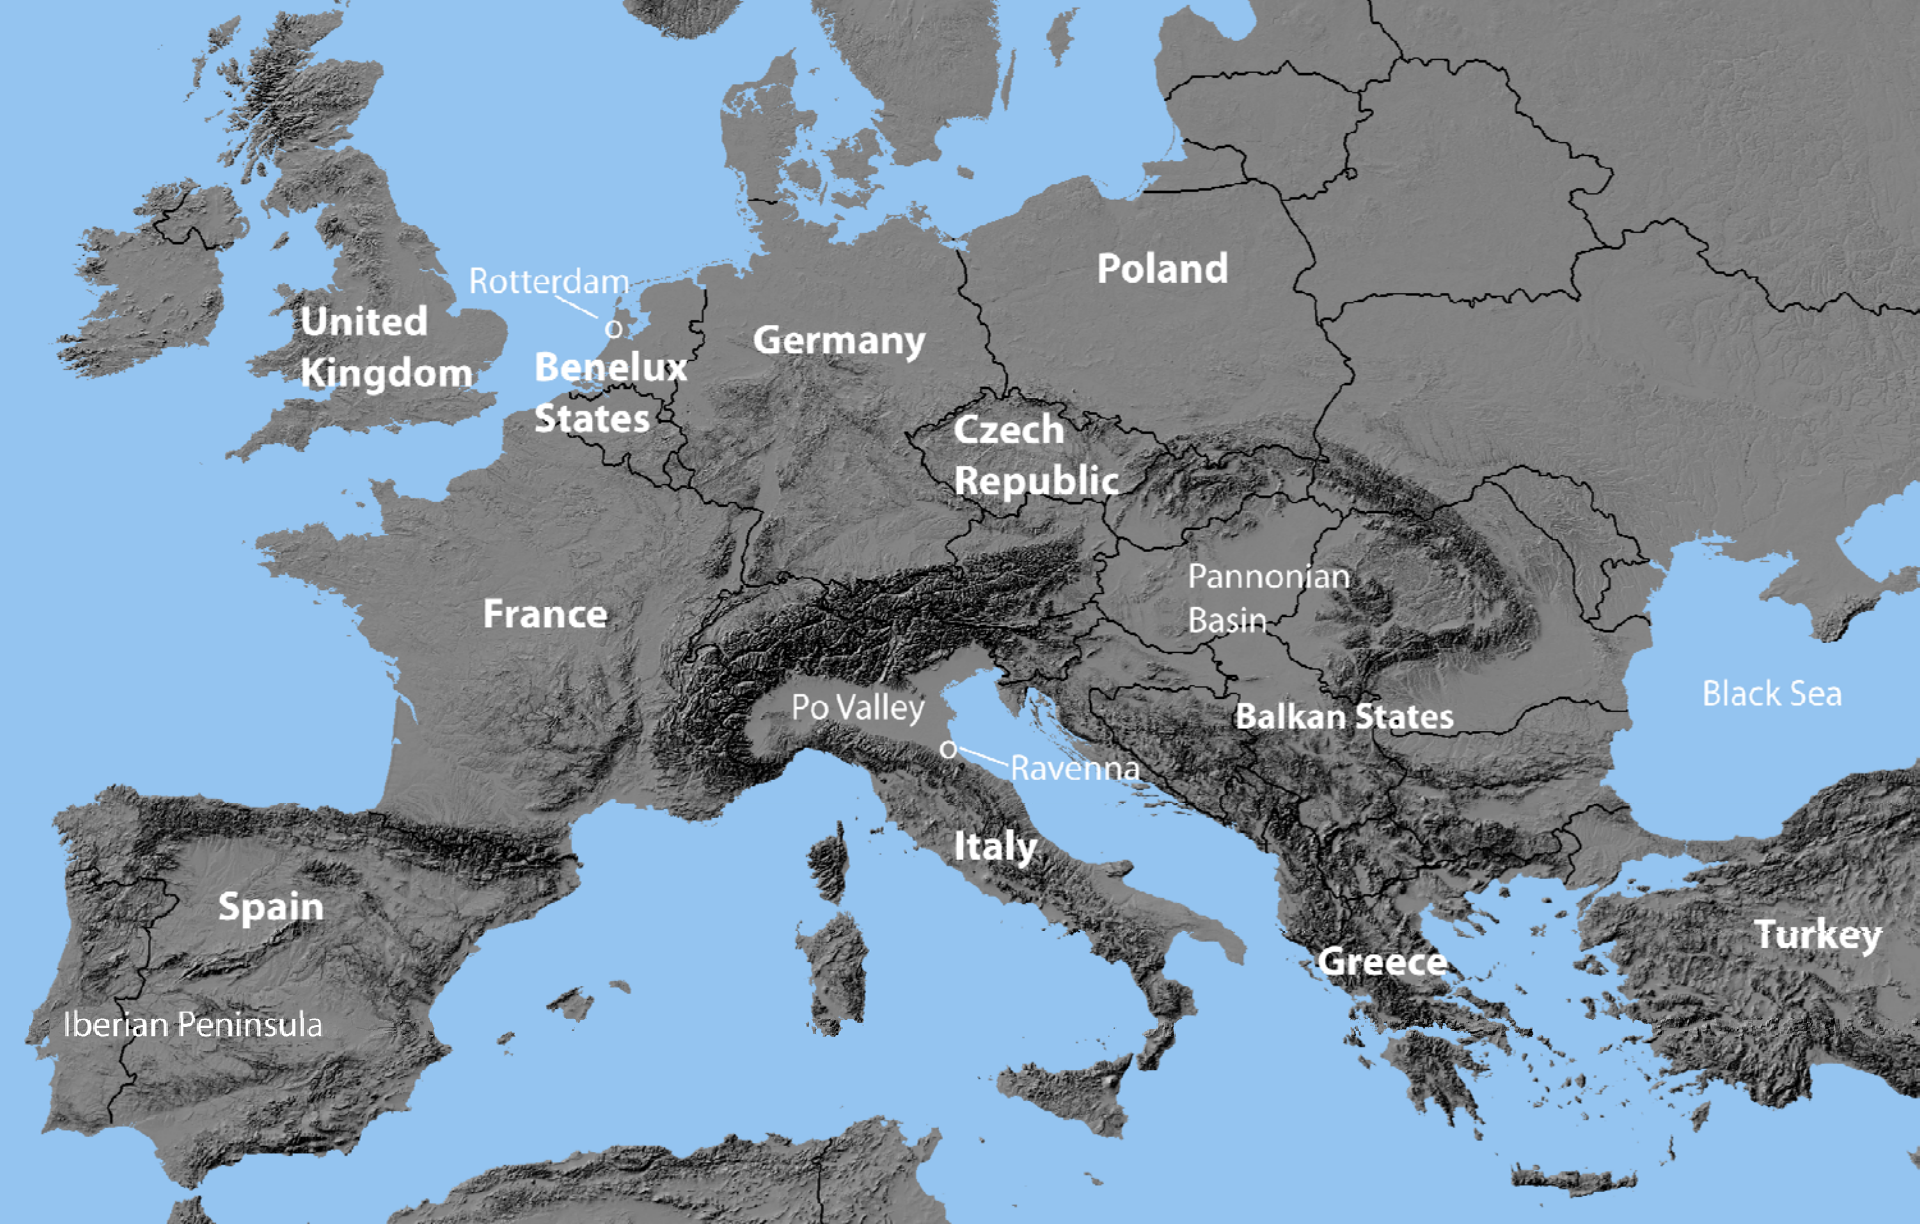 Poland
Rotterdam
United
Kingdom
Germany
Benelux
States
Czech
Republic
Pannonian
Basin
France
Black Sea
Po Valley
Balkan States
Ravenna
Italy
Spain
Turkey
Greece
Iberian Peninsula